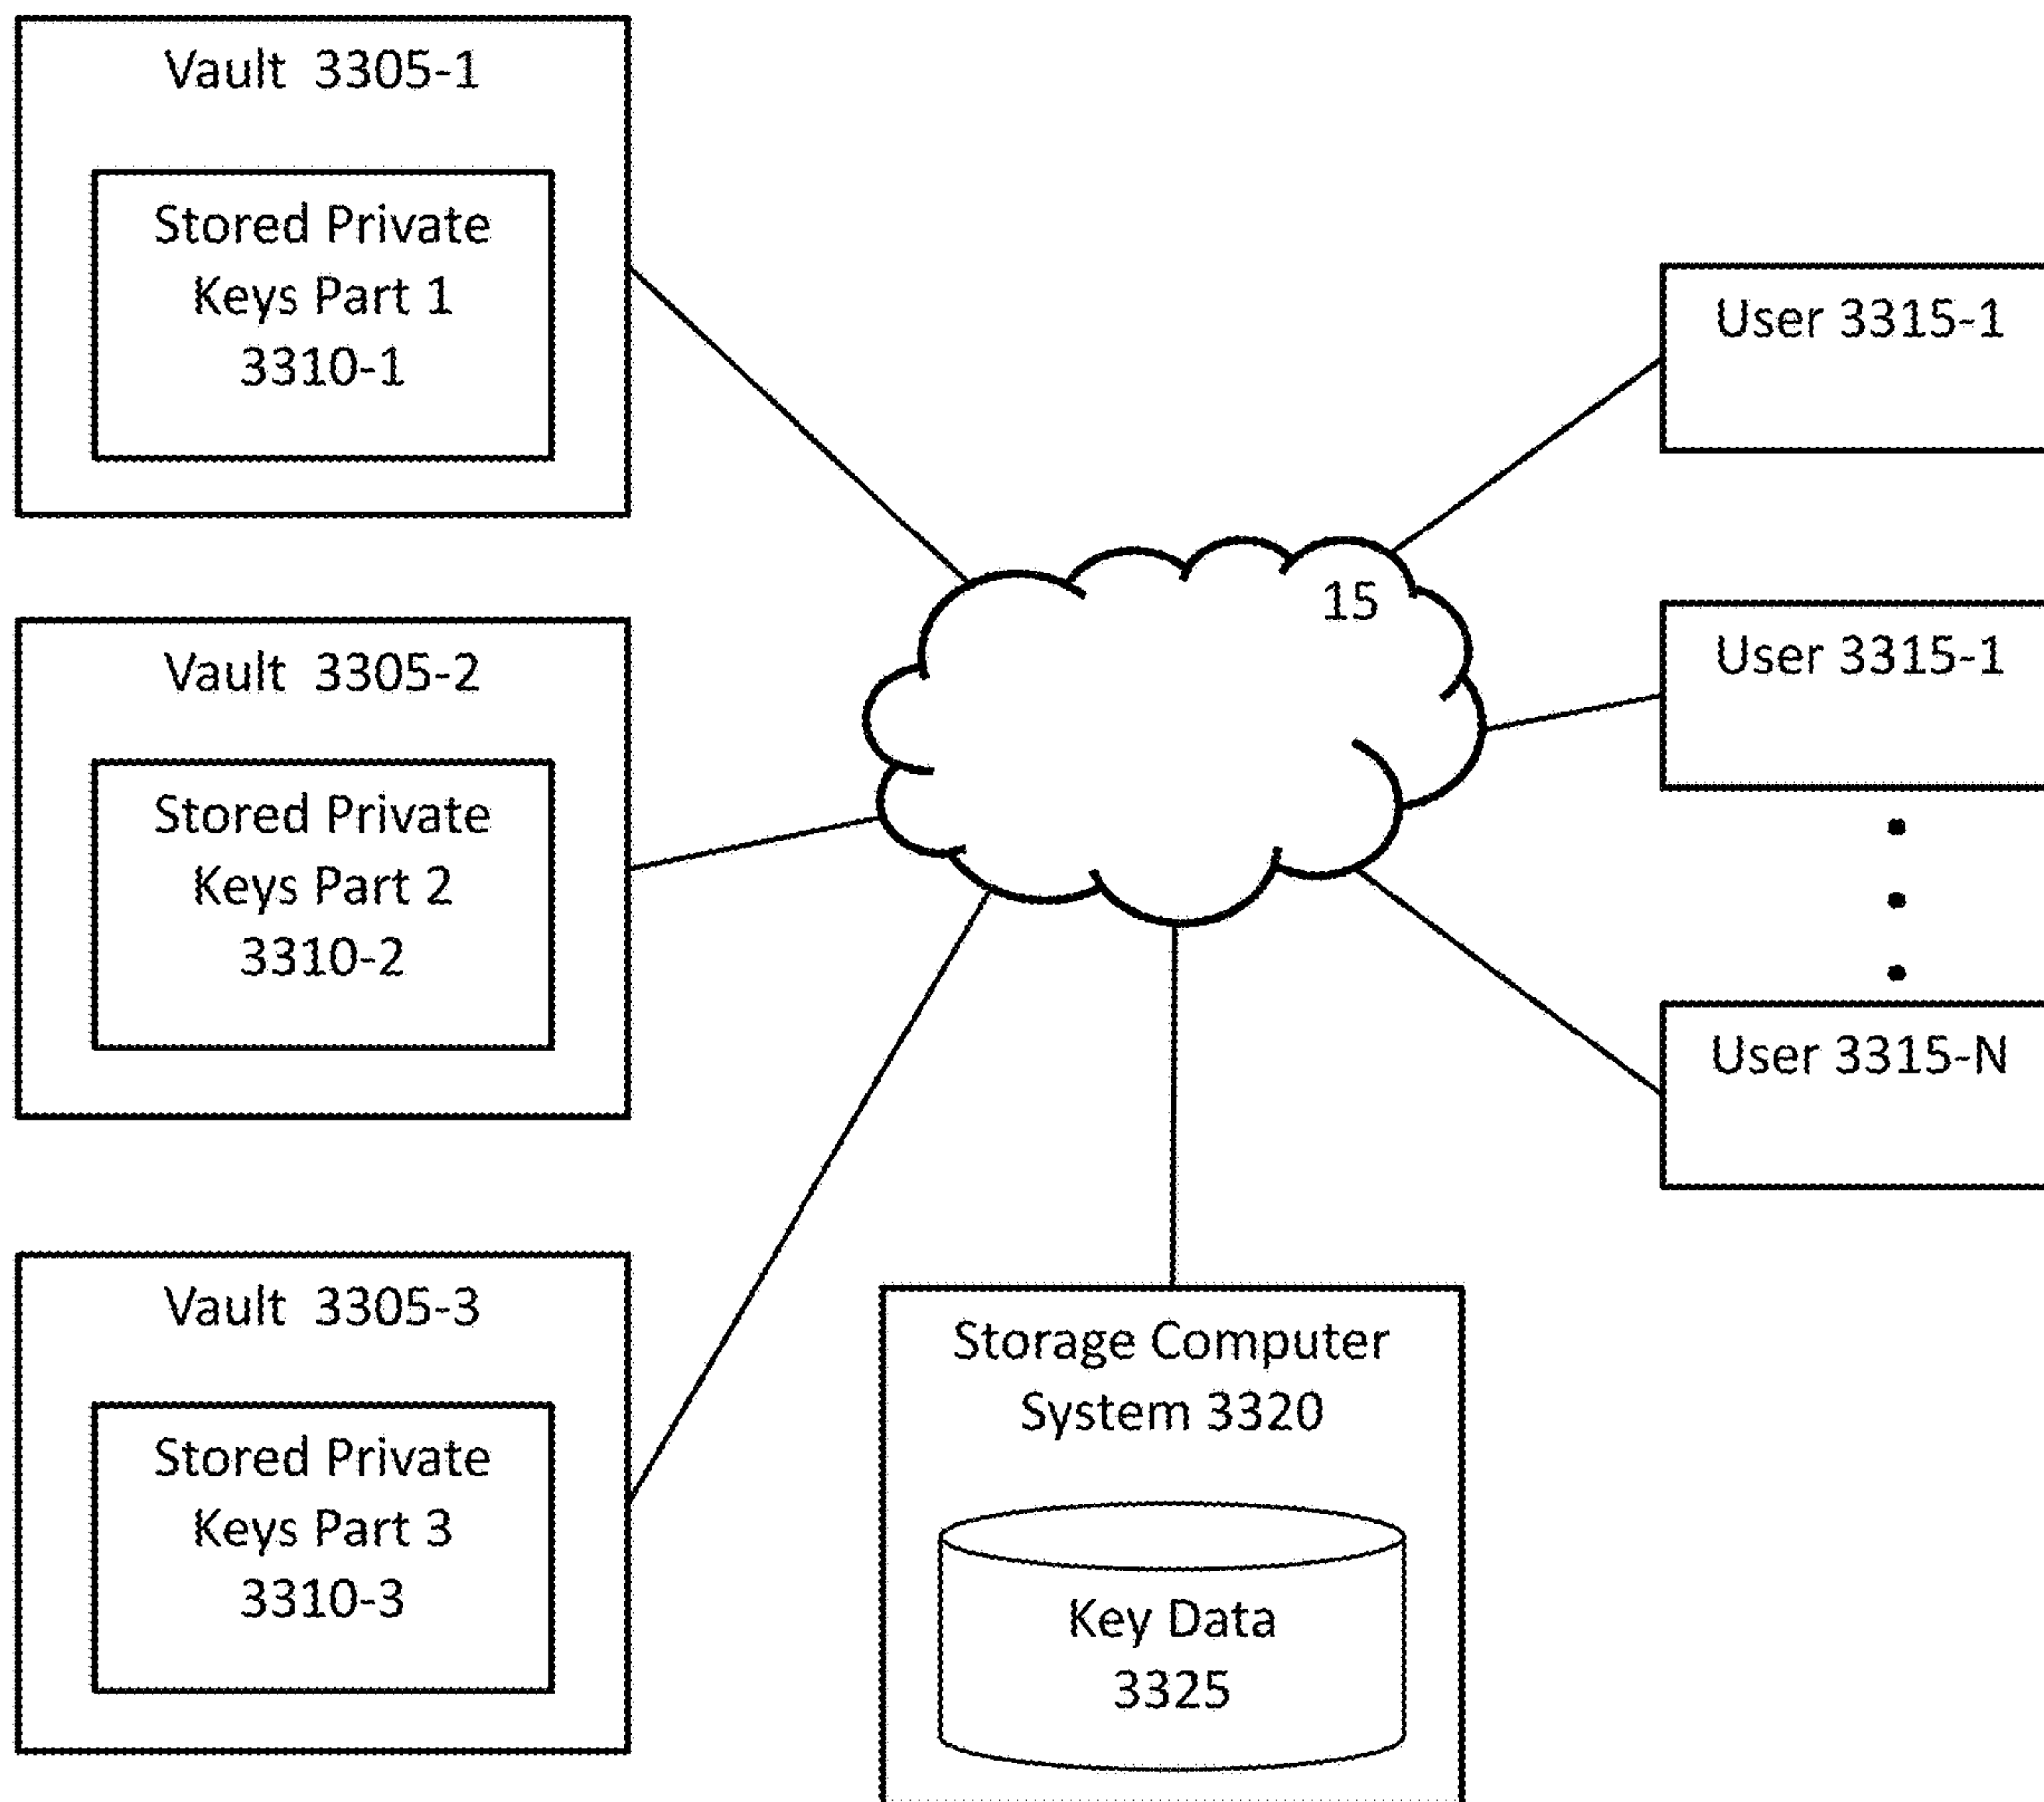 Vault 3305-1
Stored Private
Keys Part 1
3310-1
Vault 3305-2
Stored Private
Keys Part 2
3310-2
Vault 3305-3
Stored Private
Keys Part 3
3310-3
15
User 3315-1
User 3315-1
User 3315-N
Storage Computer
System 3320
Key Data
3325